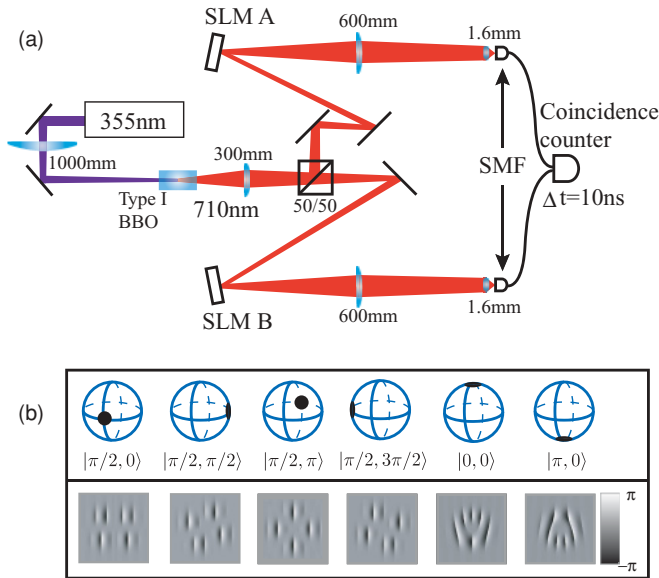 (a)
SLM A
600mm
1.6mm
355nm
Coincidence
counter
1000mm
300mm
SMF
Type I
BBO
710nm
50/50
Δt=10ns
SLM B
600mm
1.6mm
(b)
|π/2, 0⟩
|π/2, π/2⟩
|π/2, π⟩
|π/2, 3π/2⟩
|0, 0⟩
|π, 0⟩
π
−π